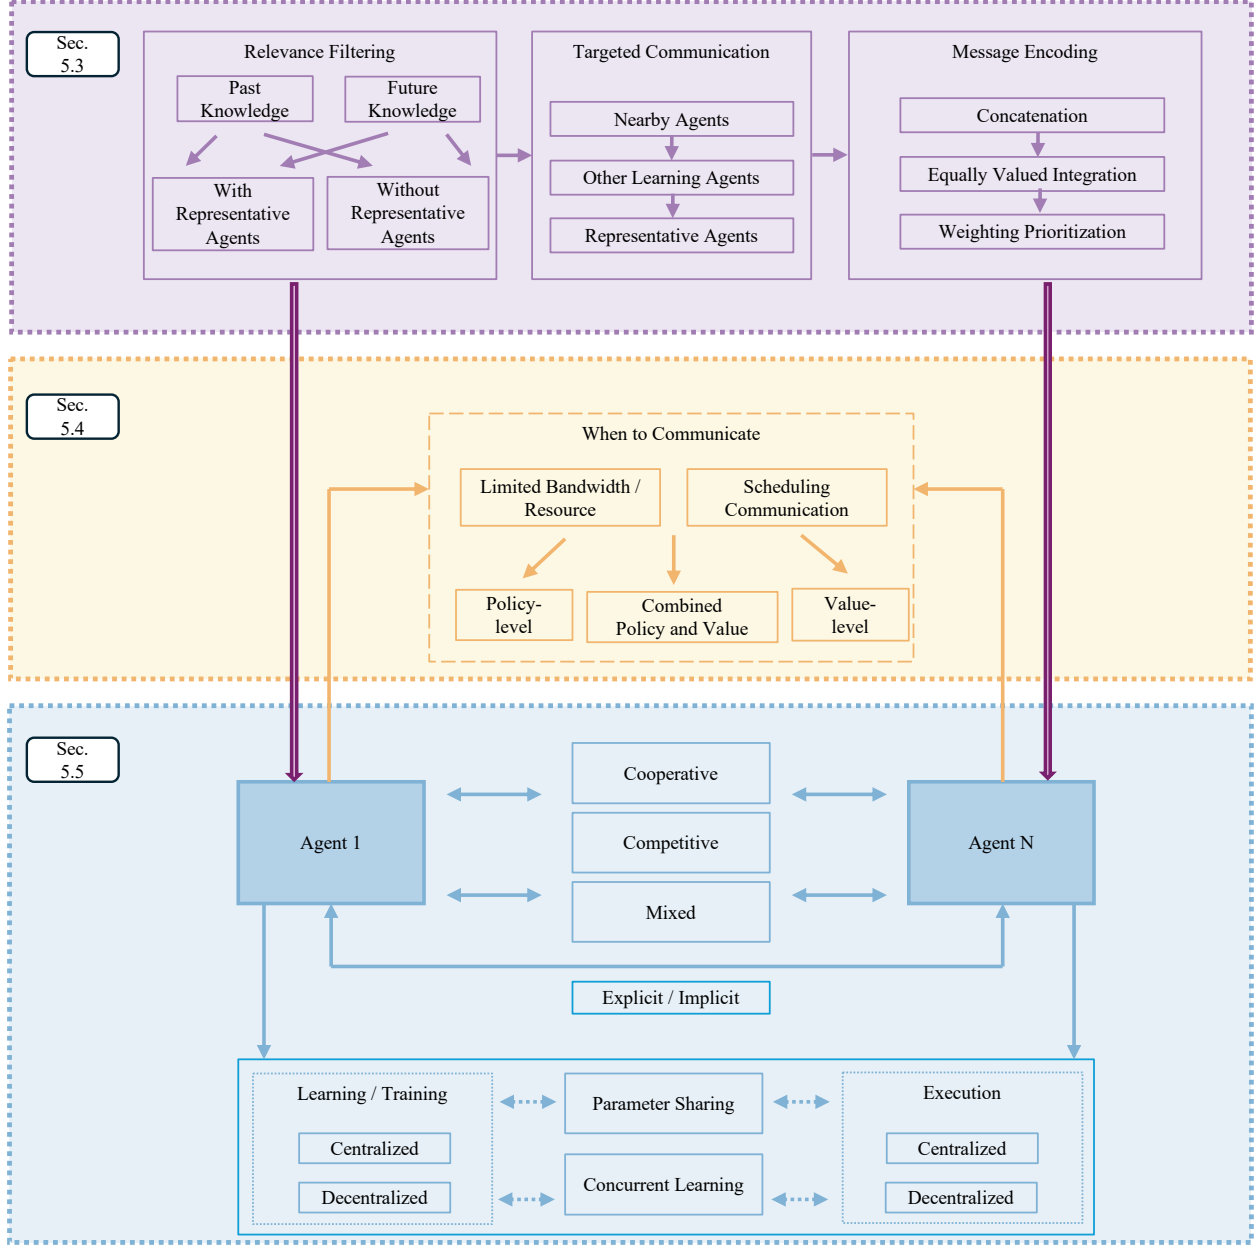 Sec.
5.3
Relevance Filtering
Past
Knowledge
Future
Knowledge
With
Representative
Agents
Without
Representative
Agents
Targeted Communication
Nearby Agents
Other Learning Agents
Representative Agents
Message Encoding
Concatenation
Equally Valued Integration
Weighting Prioritization
Sec.
5.4
When to Communicate
Limited Bandwidth /
Resource
Scheduling
Communication
Policy-
level
Combined
Policy and Value
Value-
level
Sec.
5.5
Agent 1
Cooperative
Competitive
Mixed
Agent N
Explicit / Implicit
Learning / Training
Centralized
Decentralized
Parameter Sharing
Concurrent Learning
Execution
Centralized
Decentralized